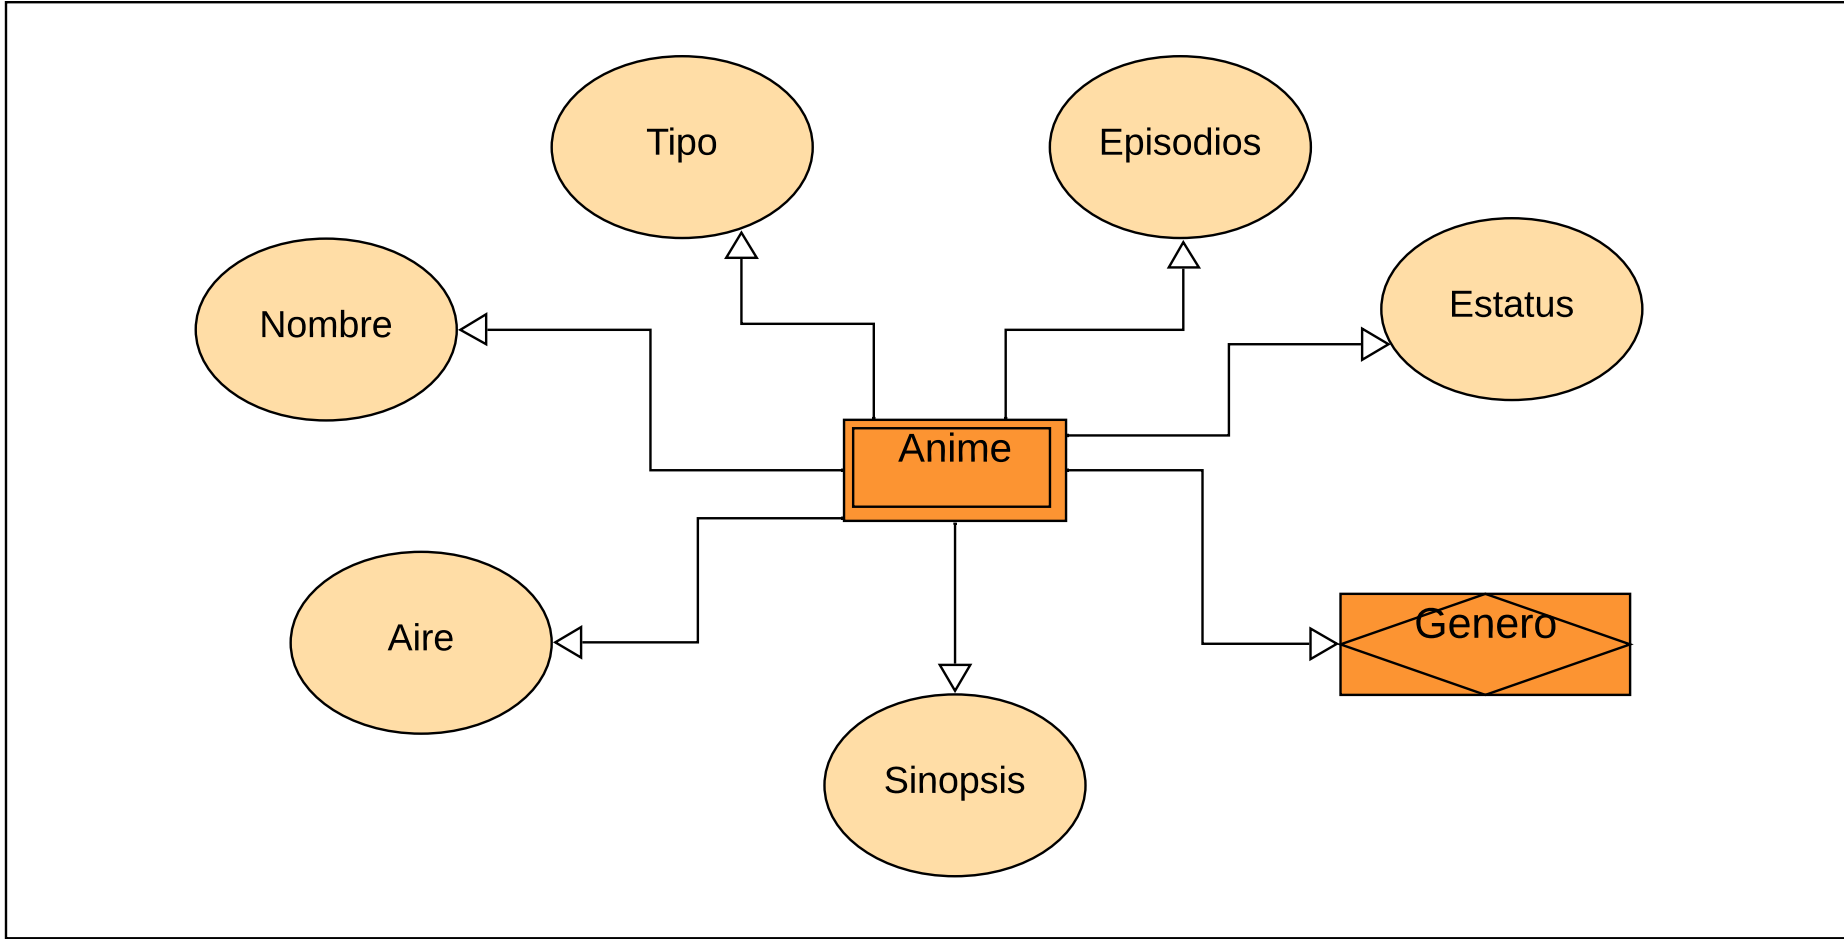 Tipo
Episodios
Nombre
Estatus
Anime
Aire
Genero
Sinopsis